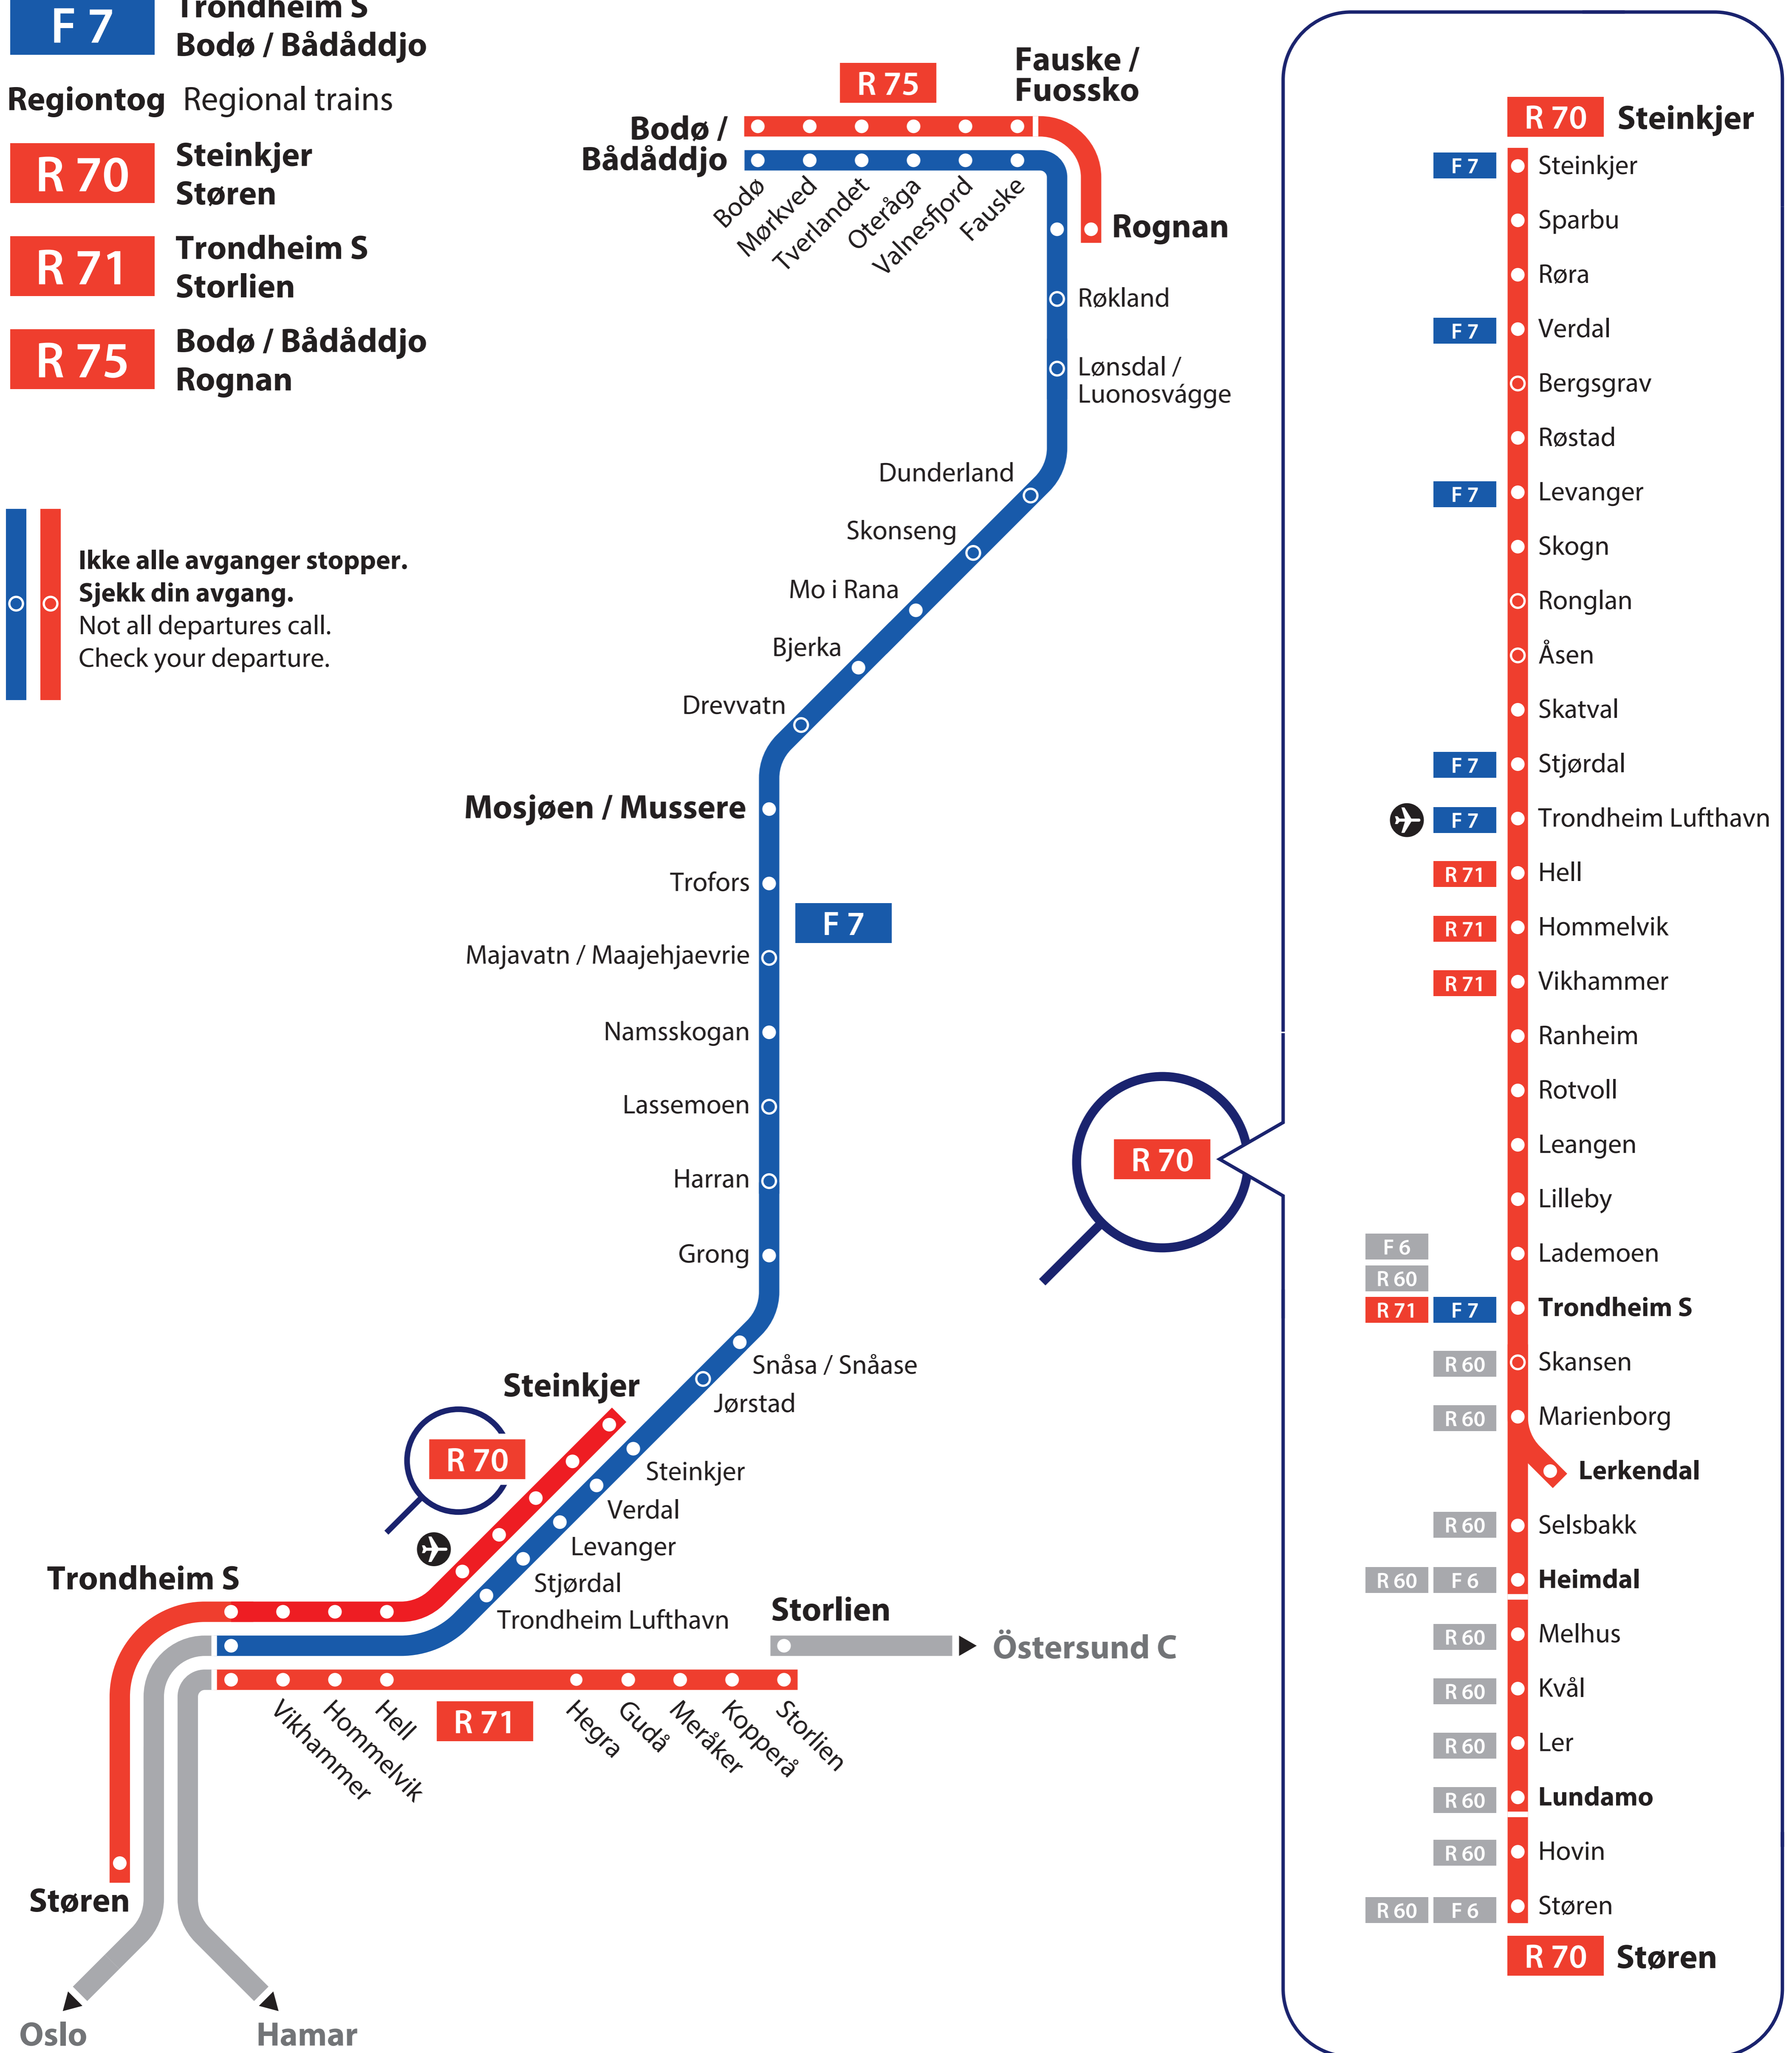 F 7
Trondheim S
Bodø / Bådåddjo
Regiontog Regional trains
R 70
Steinkjer
Støren
R 71
Trondheim S
Storlien
R 75
Bodø / Bådåddjo
Rognan
Ikke alle avganger stopper.
Sjekk din avgang.
Not all departures call.
Check your departure.
R 75
Fauske /
Fuossko
Bodø /
Bådåddjo
Bodø
Mørkved
Tverlandet
Oteråga
Valnesfjord
Fauske
Rognan
Røkland
Lønsdal /
Luonosvágge
Dunderland
Skonseng
Mo i Rana
Bjerka
Drevvatn
Mosjøen / Mussere
Trofors
F 7
Majavatn / Maajehjaevrie
Namsskogan
Lassemoen
Harran
Grong
Snåsa / Snåase
Jørstad
Steinkjer
R 70
Steinkjer
Verdal
Levanger
Stjørdal
Trondheim Lufthavn
Trondheim S
Storlien
Östersund C
Vikhammer
Hommelvik
Hell
R 71
Hegra
Gudå
Meråker
Kopperå
Storlien
Støren
Oslo
Hamar
R 70
R 70 Steinkjer
F 7 Steinkjer
Sparbu
Røra
F 7 Verdal
Bergsgrav
Røstad
F 7 Levanger
Skogn
Ronglan
Åsen
Skatval
F 7 Stjørdal
F 7 Trondheim Lufthavn
R 71 Hell
R 71 Hommelvik
R 71 Vikhammer
Ranheim
Rotvoll
Leangen
Lilleby
F 6 Lademoen
R 60
R 71 F 7 Trondheim S
R 60 Skansen
R 60 Marienborg
Lerkendal
R 60 Selsbakk
R 60 F 6 Heimdal
R 60 Melhus
R 60 Kvål
R 60 Ler
R 60 Lundamo
R 60 Hovin
R 60 F 6 Støren
R 70 Støren